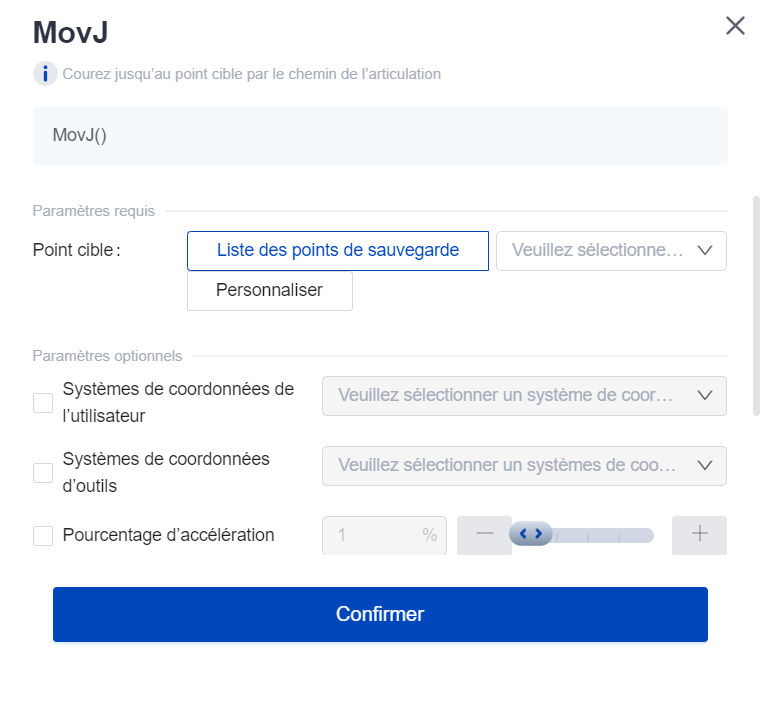 MovJ
Courez jusqu’au point cible par le chemin de l’articulation
MovJ()
Paramètres requis
Point cible :
Liste des points de sauvegarde
Veuillez sélectionne…
Personnaliser
Paramètres optionnels
Systèmes de coordonnées de
l’utilisateur
Veuillez sélectionner un système de coor…
Systèmes de coordonnées
d’outils
Veuillez sélectionner un systèmes de coo…
Pourcentage d’accélération
1 %
Confirmer